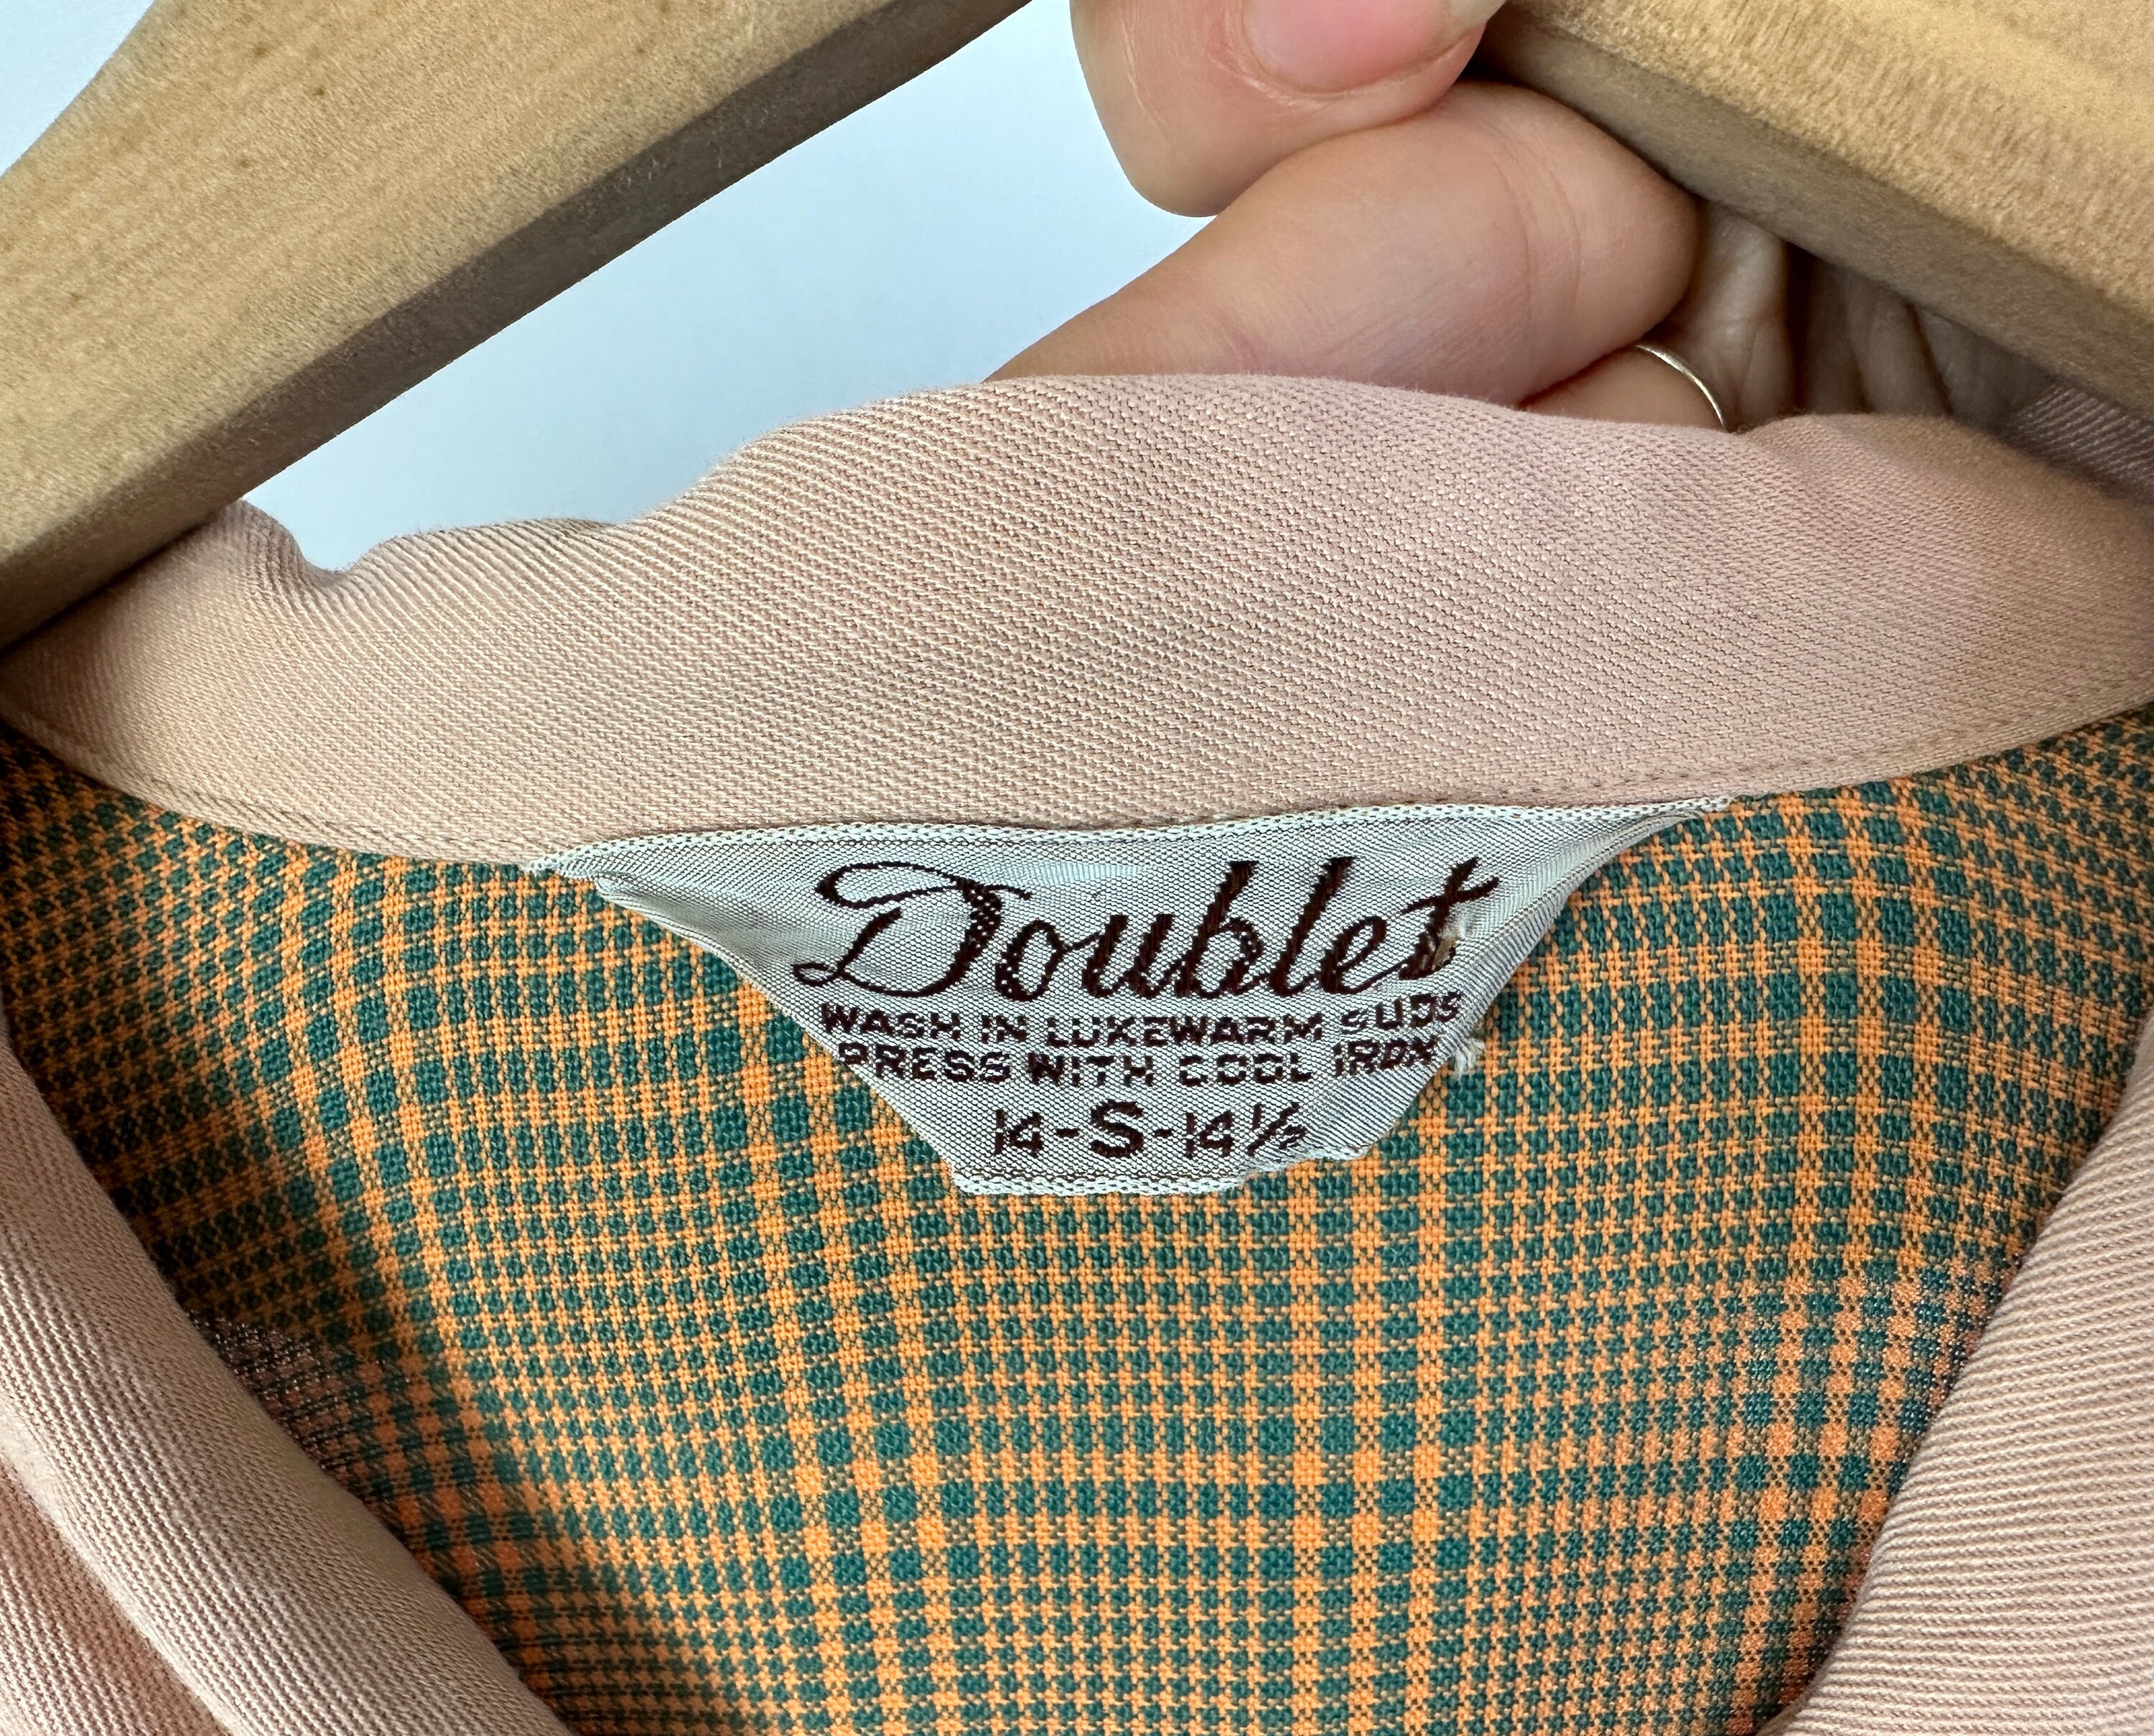 Doublet
WASH IN LUKEWARM SUDS
PRESS WITH COOL IRON
14-S-14½